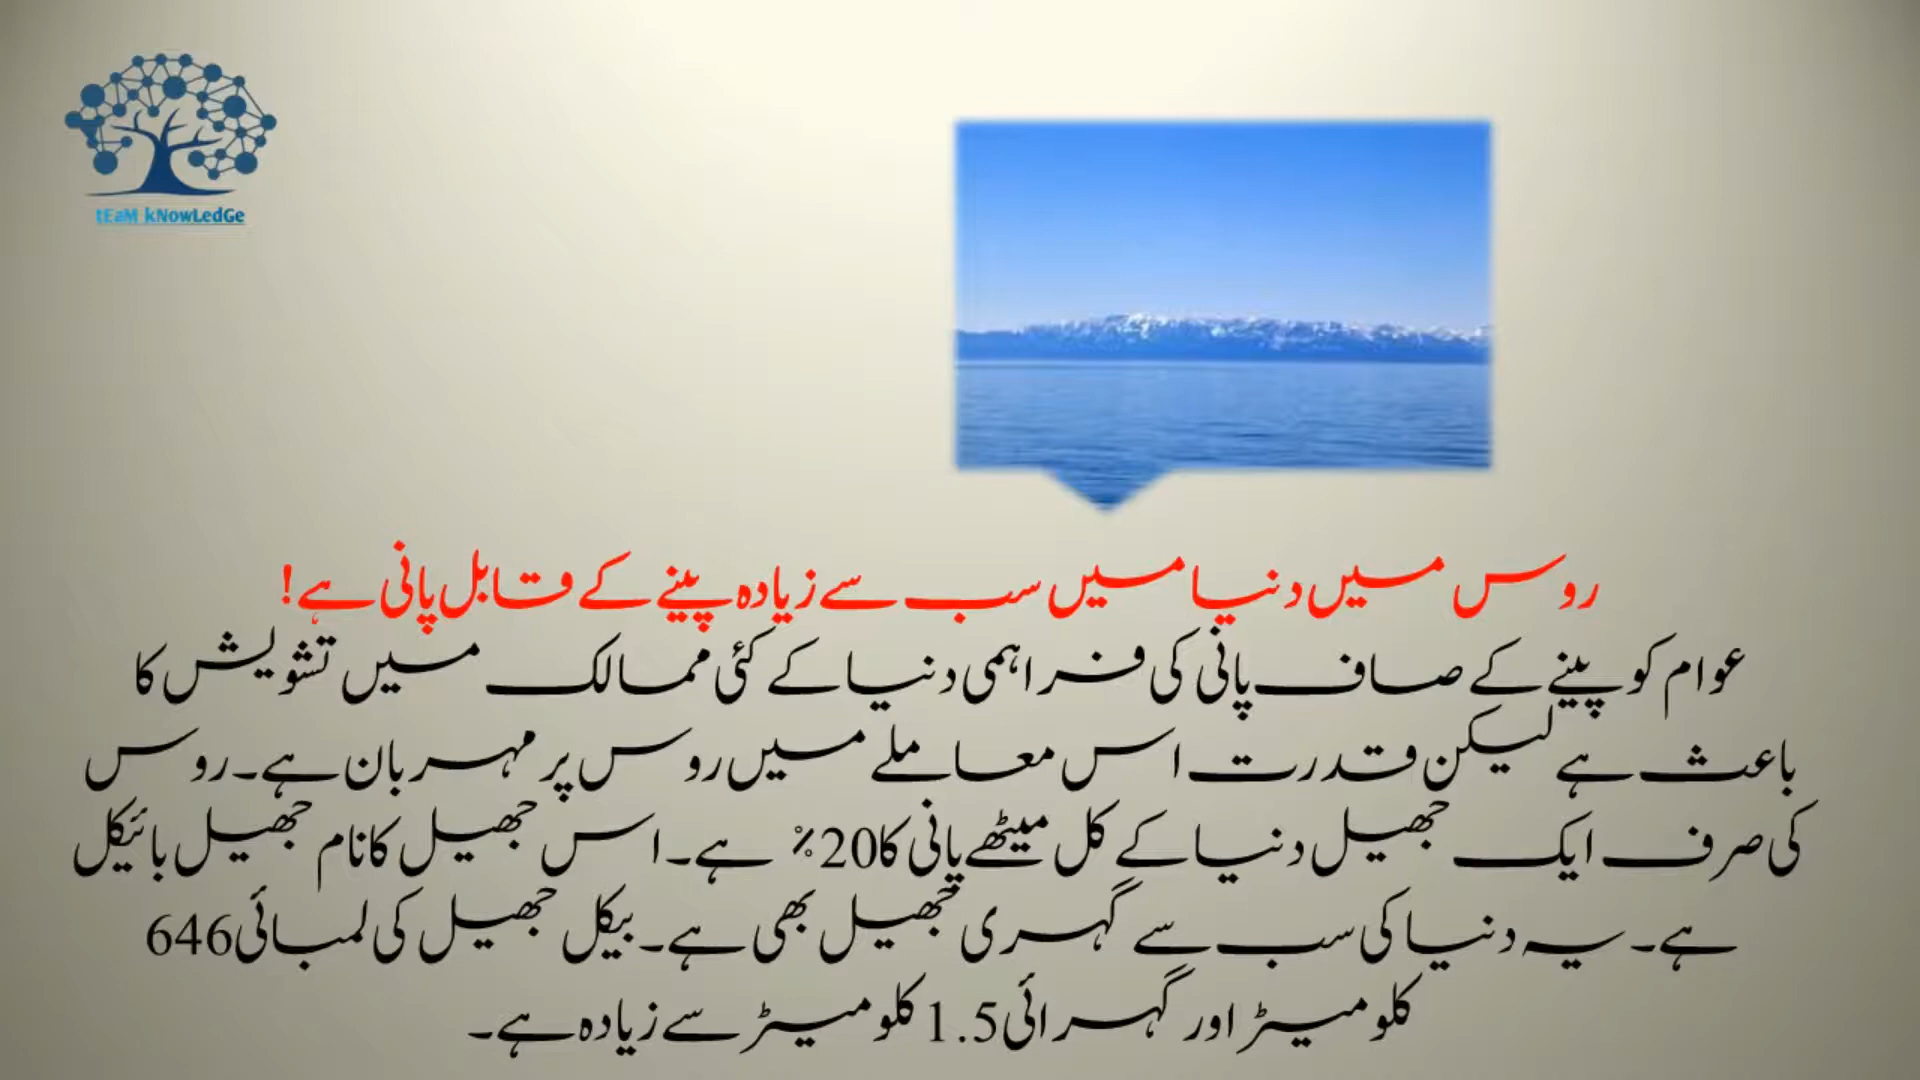 tEaM kNowLedGe
روس میں دنیا میں سب سے زیادہ پینے کے قابل پانی ہے!
عوام کو پینے کے صاف پانی کی فراہمی دنیا کے کئی ممالک میں تشویش کا
باعث ہے لیکن قدرت اس معاملے میں روس پر مہربان ہے۔ روس
کی صرف ایک جھیل دنیا کے کل میٹھے پانی کا 20% ہے۔ اس جھیل کا نام جھیل بائیکل
ہے۔ یہ دنیا کی سب سے گہری جھیل بھی ہے۔ بیکل جھیل کی لمبائی 646
کلو میٹر اور گہرائی 1.5 کلو میٹر سے زیادہ ہے۔